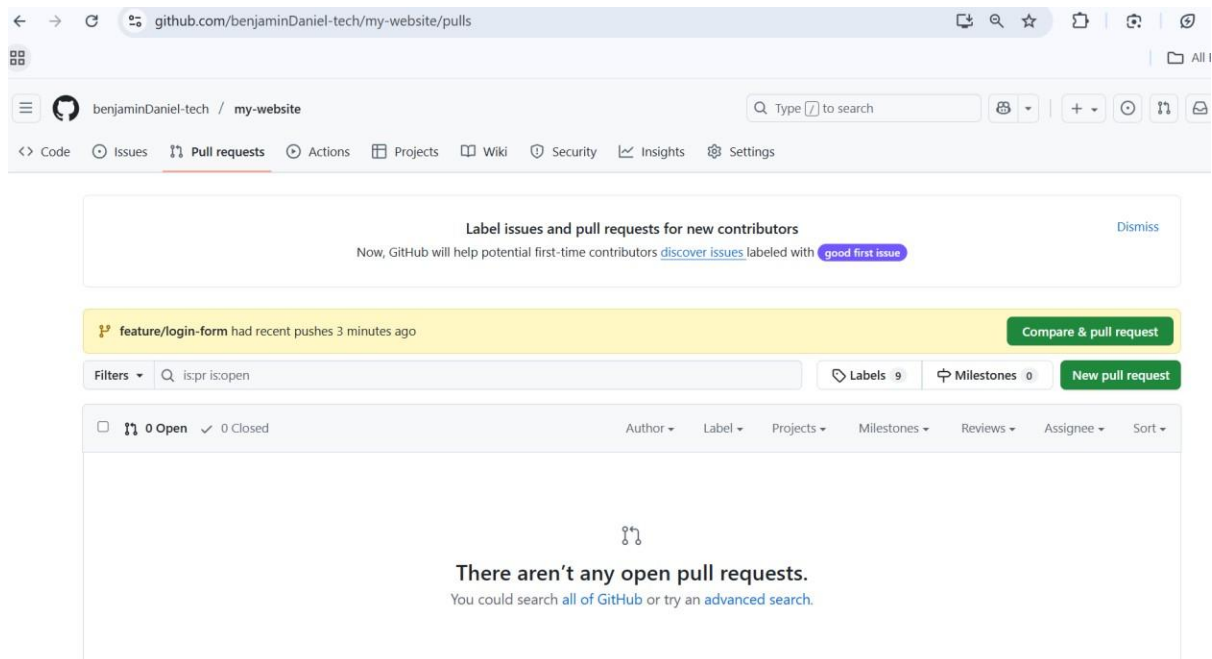 github.com/benjaminDaniel-tech/my-website/pulls
benjaminDaniel-tech / my-website
Type / to search
Code Issues Pull requests Actions Projects Wiki Security Insights Settings
Label issues and pull requests for new contributors
Dismiss
Now, GitHub will help potential first-time contributors discover issues labeled with good first issue
feature/login-form had recent pushes 3 minutes ago
Compare & pull request
Filters is:pr is:open Labels 9 Milestones 0 New pull request
0 Open 0 Closed Author Label Projects Milestones Reviews Assignee Sort
There aren’t any open pull requests.
You could search all of GitHub or try an advanced search.